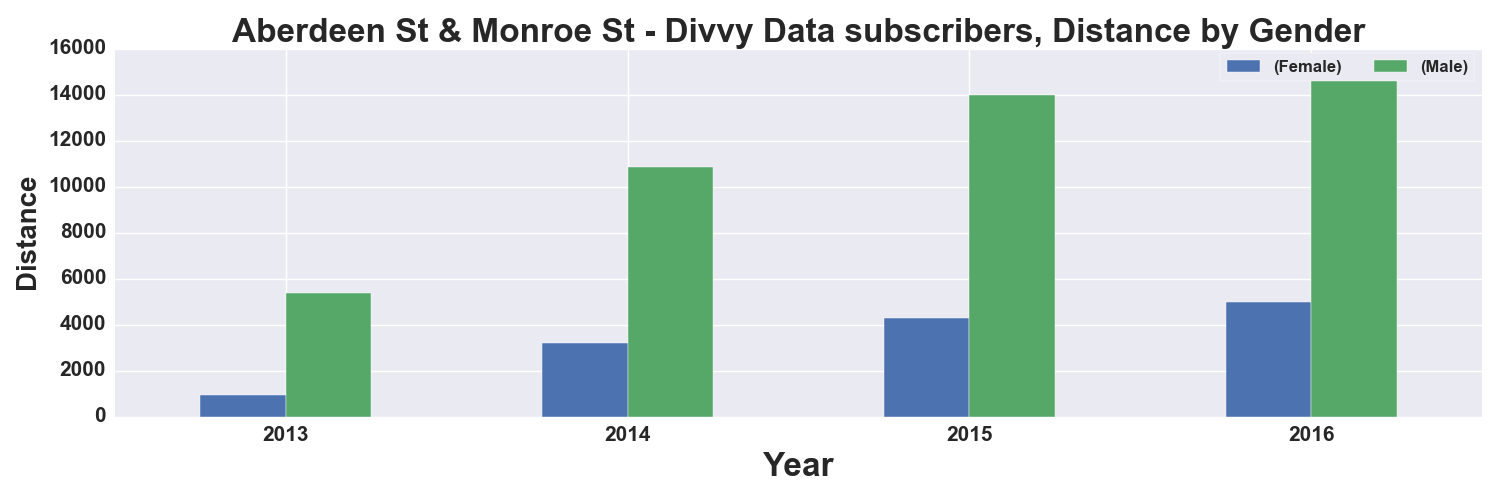 Aberdeen St & Monroe St - Divvy Data subscribers, Distance by Gender
(Female) (Male)
Distance
16000
14000
12000
10000
8000
6000
4000
2000
0
2013 2014 2015 2016
Year